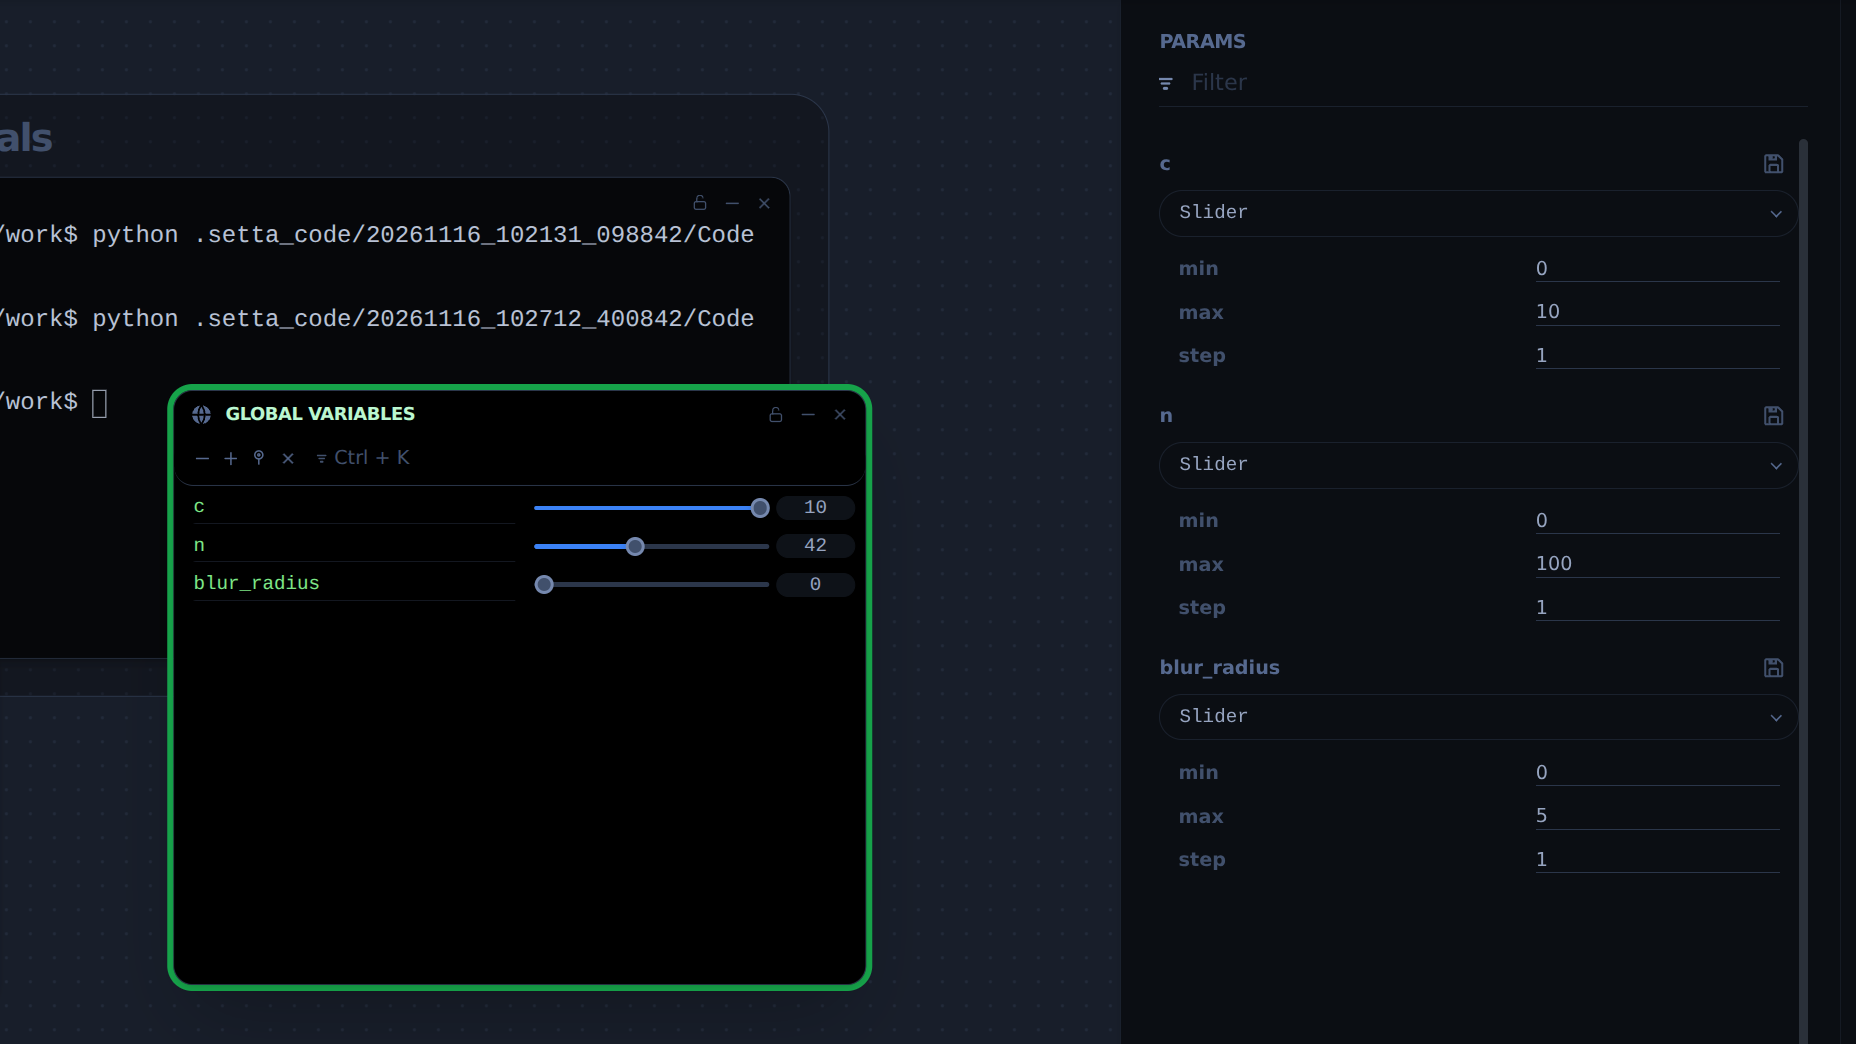 als
/work$ python .setta_code/20261116_102131_098842/Code
/work$ python .setta_code/20261116_102712_400842/Code
/work$
GLOBAL VARIABLES
Ctrl + K
c 10
n 42
blur_radius 0
PARAMS
Filter
c
Slider
min 0
max 10
step 1
n
Slider
min 0
max 100
step 1
blur_radius
Slider
min 0
max 5
step 1